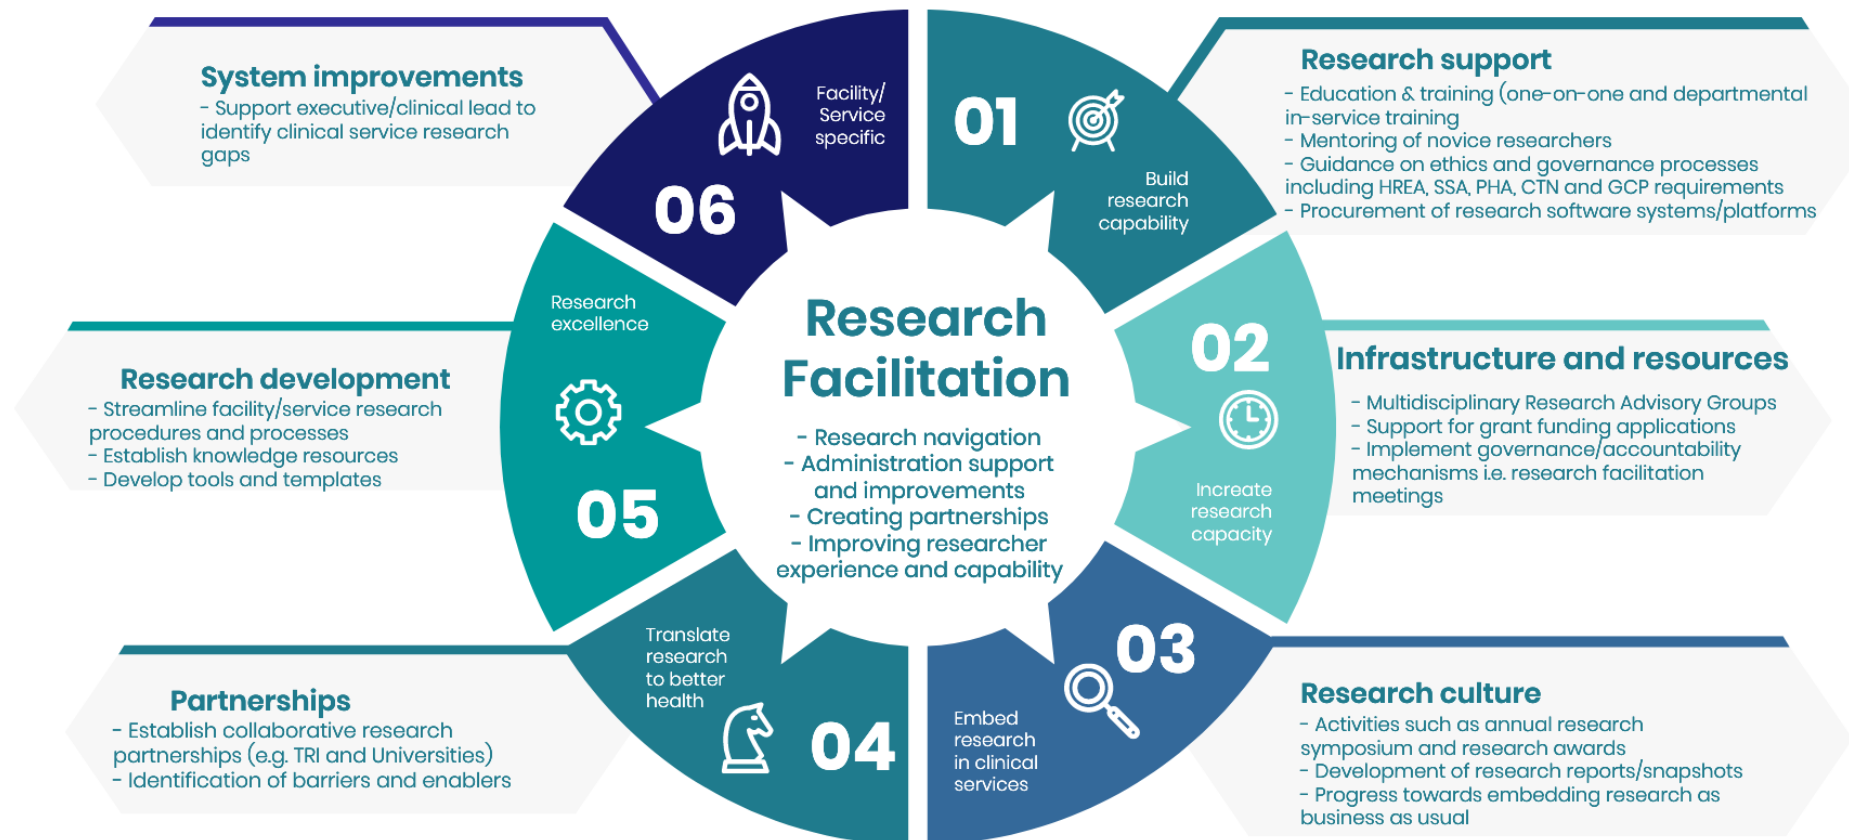 Research
Facilitation
- Research navigation
- Administration support
and improvements
- Creating partnerships
- Improving researcher
experience and capability
01
Build
research
capability
Research support
- Education & training (one-on-one and departmental
in-service training
- Mentoring of novice researchers
- Guidance on ethics and governance processes
including HREA, SSA, PHA, CTN and GCP requirements
- Procurement of research software systems/platforms
02
Increate
research
capacity
Infrastructure and resources
- Multidisciplinary Research Advisory Groups
- Support for grant funding applications
- Implement governance/accountability
mechanisms i.e. research facilitation
meetings
03
Embed
research
in clinical
services
Research culture
- Activities such as annual research
symposium and research awards
- Development of research reports/snapshots
- Progress towards embedding research as
business as usual
04
Translate
research
to better
health
Partnerships
- Establish collaborative research
partnerships (e.g. TRI and Universities)
- Identification of barriers and enablers
05
Research
excellence
Research development
- Streamline facility/service research
procedures and processes
- Establish knowledge resources
- Develop tools and templates
06
Facility/
Service
specific
System improvements
- Support executive/clinical lead to
identify clinical service research
gaps